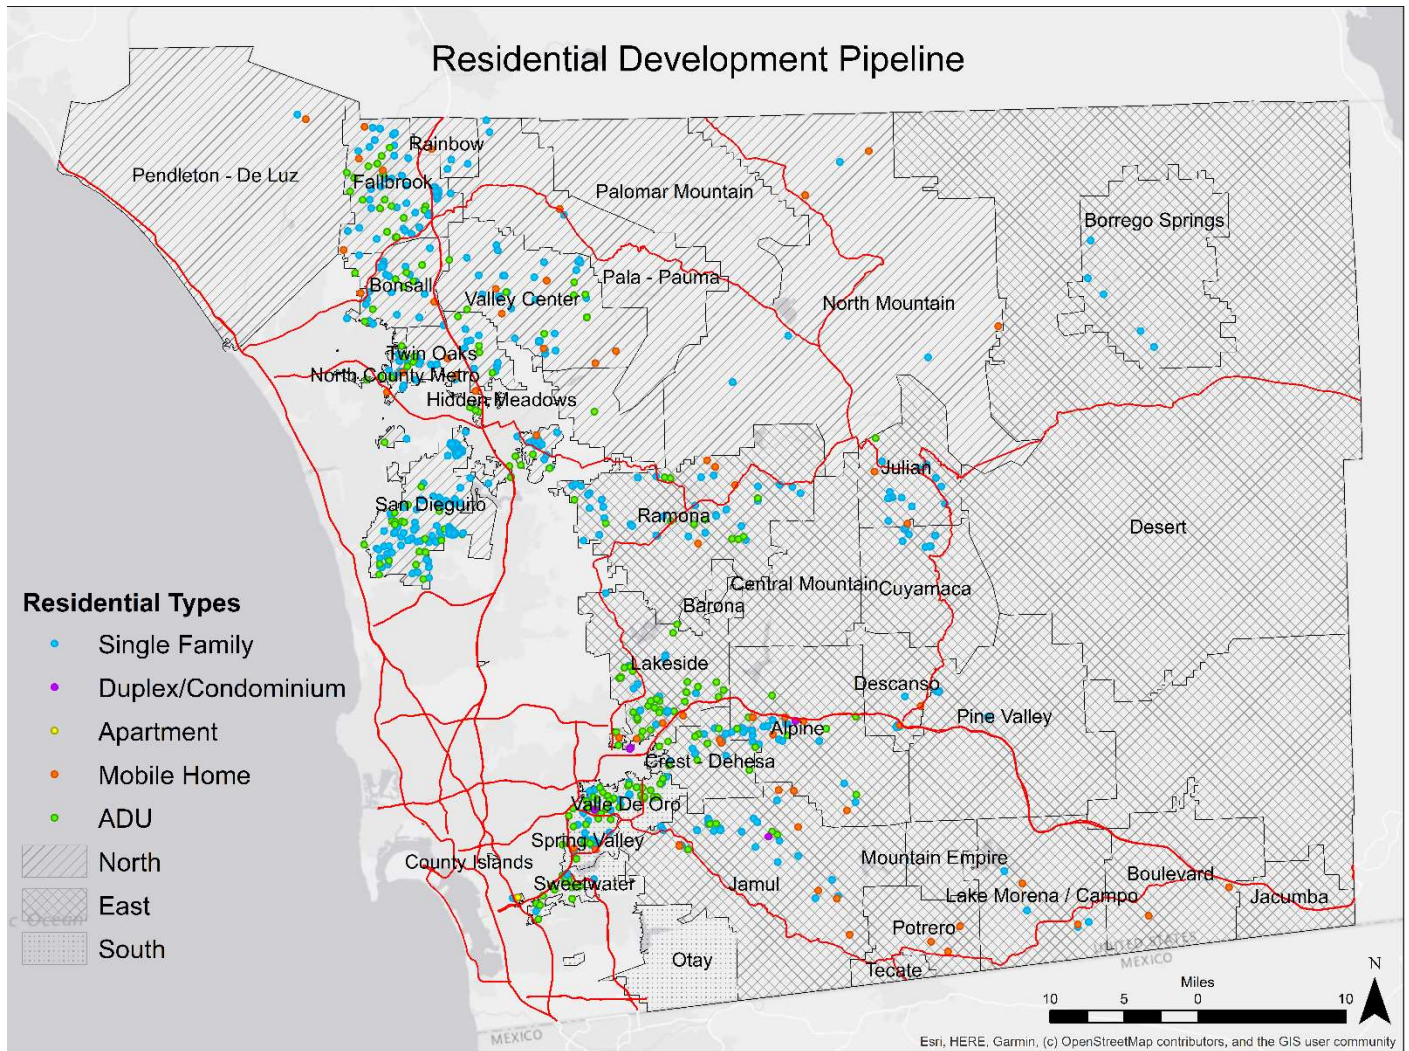 Residential Development Pipeline
Rainbow
Pendleton - De Luz
Fallbrook
Palomar Mountain
Borrego Springs
Bonsall
Pala - Pauma
Valley Center
North Mountain
Twin Oaks
North County Metro
Hidden Meadows
Julian
San Dieguito
Ramona
Desert
Central Mountain
Cuyamaca
Barona
Lakeside
Descanso
Pine Valley
Alpine
Crest - Dehesa
Valle De Oro
Spring Valley
County Islands
Mountain Empire
Sweetwater
Jamul
Lake Morena / Campo
Boulevard
Jacumba
Potrero
Otay
Tecate
Residential Types
Single Family
Duplex/Condominium
Apartment
Mobile Home
ADU
North
East
South
c Ocean
UNITED STATES
MEXICO
MEXICO
N
Miles
10 5 0 10
Esri, HERE, Garmin, (c) OpenStreetMap contributors, and the GIS user community